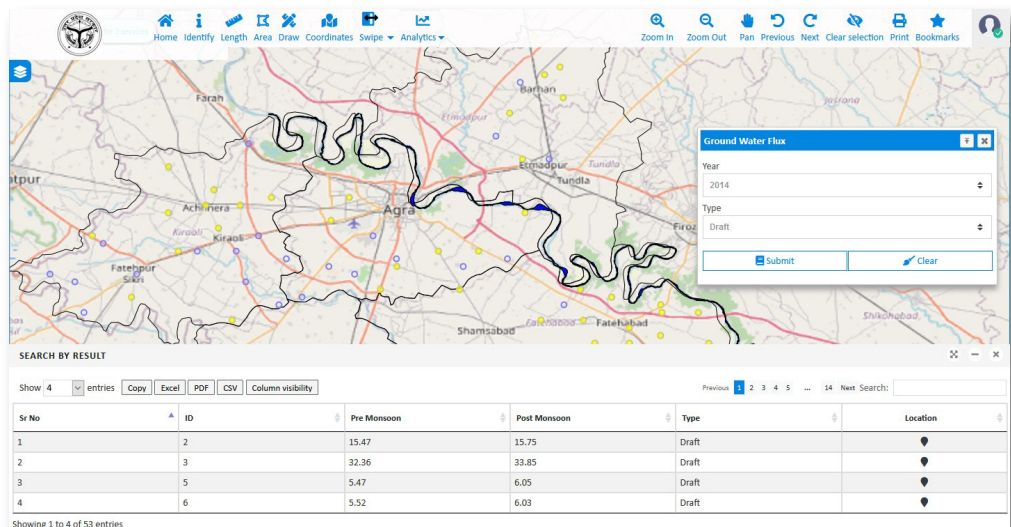 Home Identify Length Area Draw Coordinates Swipe Analytics
Zoom In Zoom Out Pan Previous Next Clear selection Print Bookmarks
Farah
Barhan
Etmadpur
Jasrana
Etmadpur
Tundla
Tundla
Achhnera
Agra
Kiraoli
Kiraoli
Fatehpur
Sikri
Shamsabad
Fatehabad
Fatehabad
Shikohabad
Ground Water Flux
Year
2014
Type
Draft
Submit Clear
SEARCH BY RESULT
Show 4 entries Copy Excel PDF CSV Column visibility
Previous 1 2 3 4 5 ... 14 Next Search:
Sr No ID Pre Monsoon Post Monsoon Type Location
1 2 15.47 15.75 Draft
2 3 32.36 33.85 Draft
3 5 5.47 6.05 Draft
4 6 5.52 6.03 Draft
Showing 1 to 4 of 53 entries